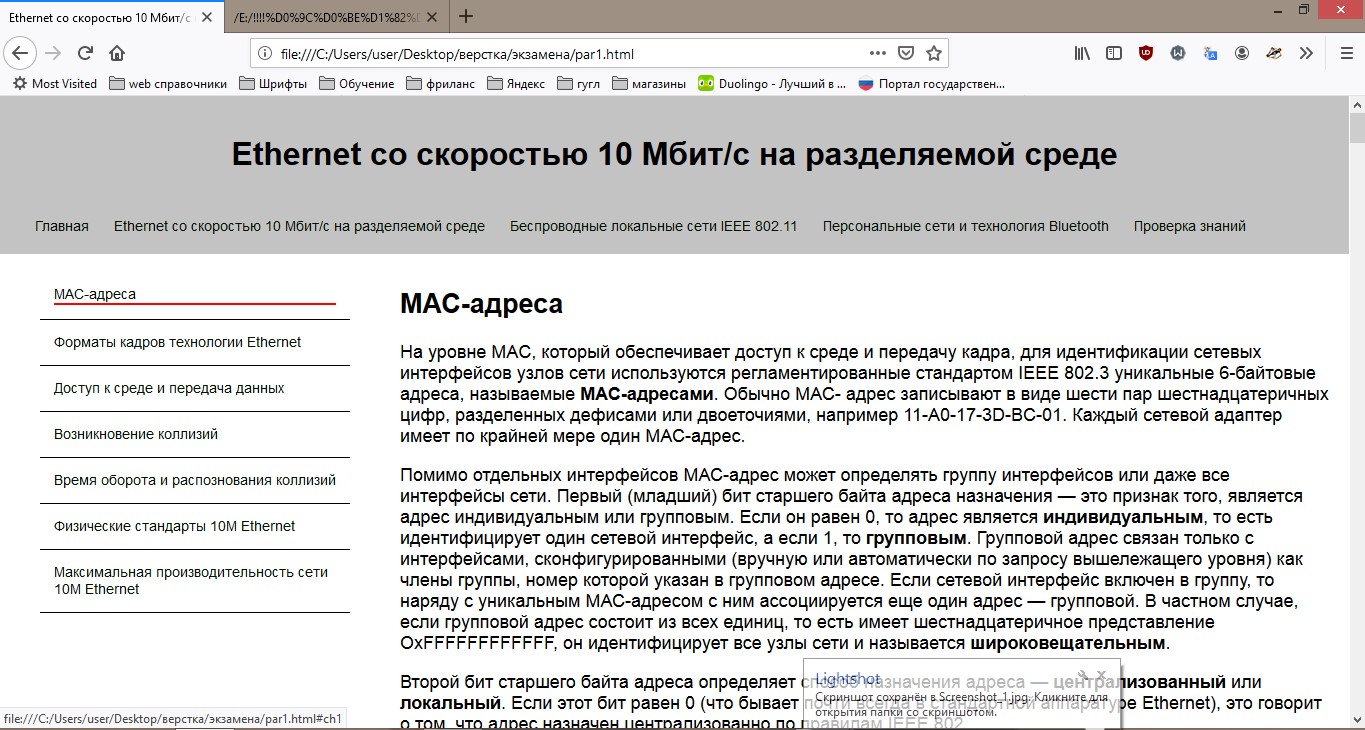 Ethernet со скоростью 10 Мбит/с
/E:/!!!!%D0%9C%D0%BE%D1%82%
file:///C:/Users/user/Desktop/верстка/экзамена/par1.html
Most Visited web справочники Шрифты Обучение фриланс Яндекс гугл магазины Duolingo - Лучший в ... Портал государствен...
Ethernet со скоростью 10 Мбит/с на разделяемой среде
Главная Ethernet со скоростью 10 Мбит/с на разделяемой среде Беспроводные локальные сети IEEE 802.11 Персональные сети и технология Bluetooth Проверка знаний
MAC-адреса
Форматы кадров технологии Ethernet
Доступ к среде и передача данных
Возникновение коллизий
Время оборота и распознования коллизий
Физические стандарты 10M Ethernet
Максимальная производительность сети
10M Ethernet
MAC-адреса
На уровне MAC, который обеспечивает доступ к среде и передачу кадра, для идентификации сетевых
интерфейсов узлов сети используются регламентированные стандартом IEEE 802.3 уникальные 6-байтовые
адреса, называемые MAC-адресами. Обычно MAC- адрес записывают в виде шести пар шестнадцатеричных
цифр, разделенных дефисами или двоеточиями, например 11-A0-17-3D-BC-01. Каждый сетевой адаптер
имеет по крайней мере один MAC-адрес.
Помимо отдельных интерфейсов MAC-адрес может определять группу интерфейсов или даже все
интерфейсы сети. Первый (младший) бит старшего байта адреса назначения — это признак того, является
адрес индивидуальным или групповым. Если он равен 0, то адрес является индивидуальным, то есть
идентифицирует один сетевой интерфейс, а если 1, то групповым. Групповой адрес связан только с
интерфейсами, сконфигурированными (вручную или автоматически по запросу вышележащего уровня) как
члены группы, номер которой указан в групповом адресе. Если сетевой интерфейс включен в группу, то
наряду с уникальным MAC-адресом с ним ассоциируется еще один адрес — групповой. В частном случае,
если групповой адрес состоит из всех единиц, то есть имеет шестнадцатеричное представление
OxFFFFFFFFFFFF, он идентифицирует все узлы сети и называется широковещательным.
Второй бит старшего байта адреса определяет способ назначения адреса — централизованный или
локальный. Если этот бит равен 0 (что бывает почти всегда в стандартной аппаратуре Ethernet), это говорит
о том, что адрес назначен централизованно по правилам IEEE 802.
Lightshot
Скриншот сохранён в Screenshot_1.jpg. Кликните для
открытия папки со скриншотом.
file:///C:/Users/user/Desktop/верстка/экзамена/par1.html#ch1